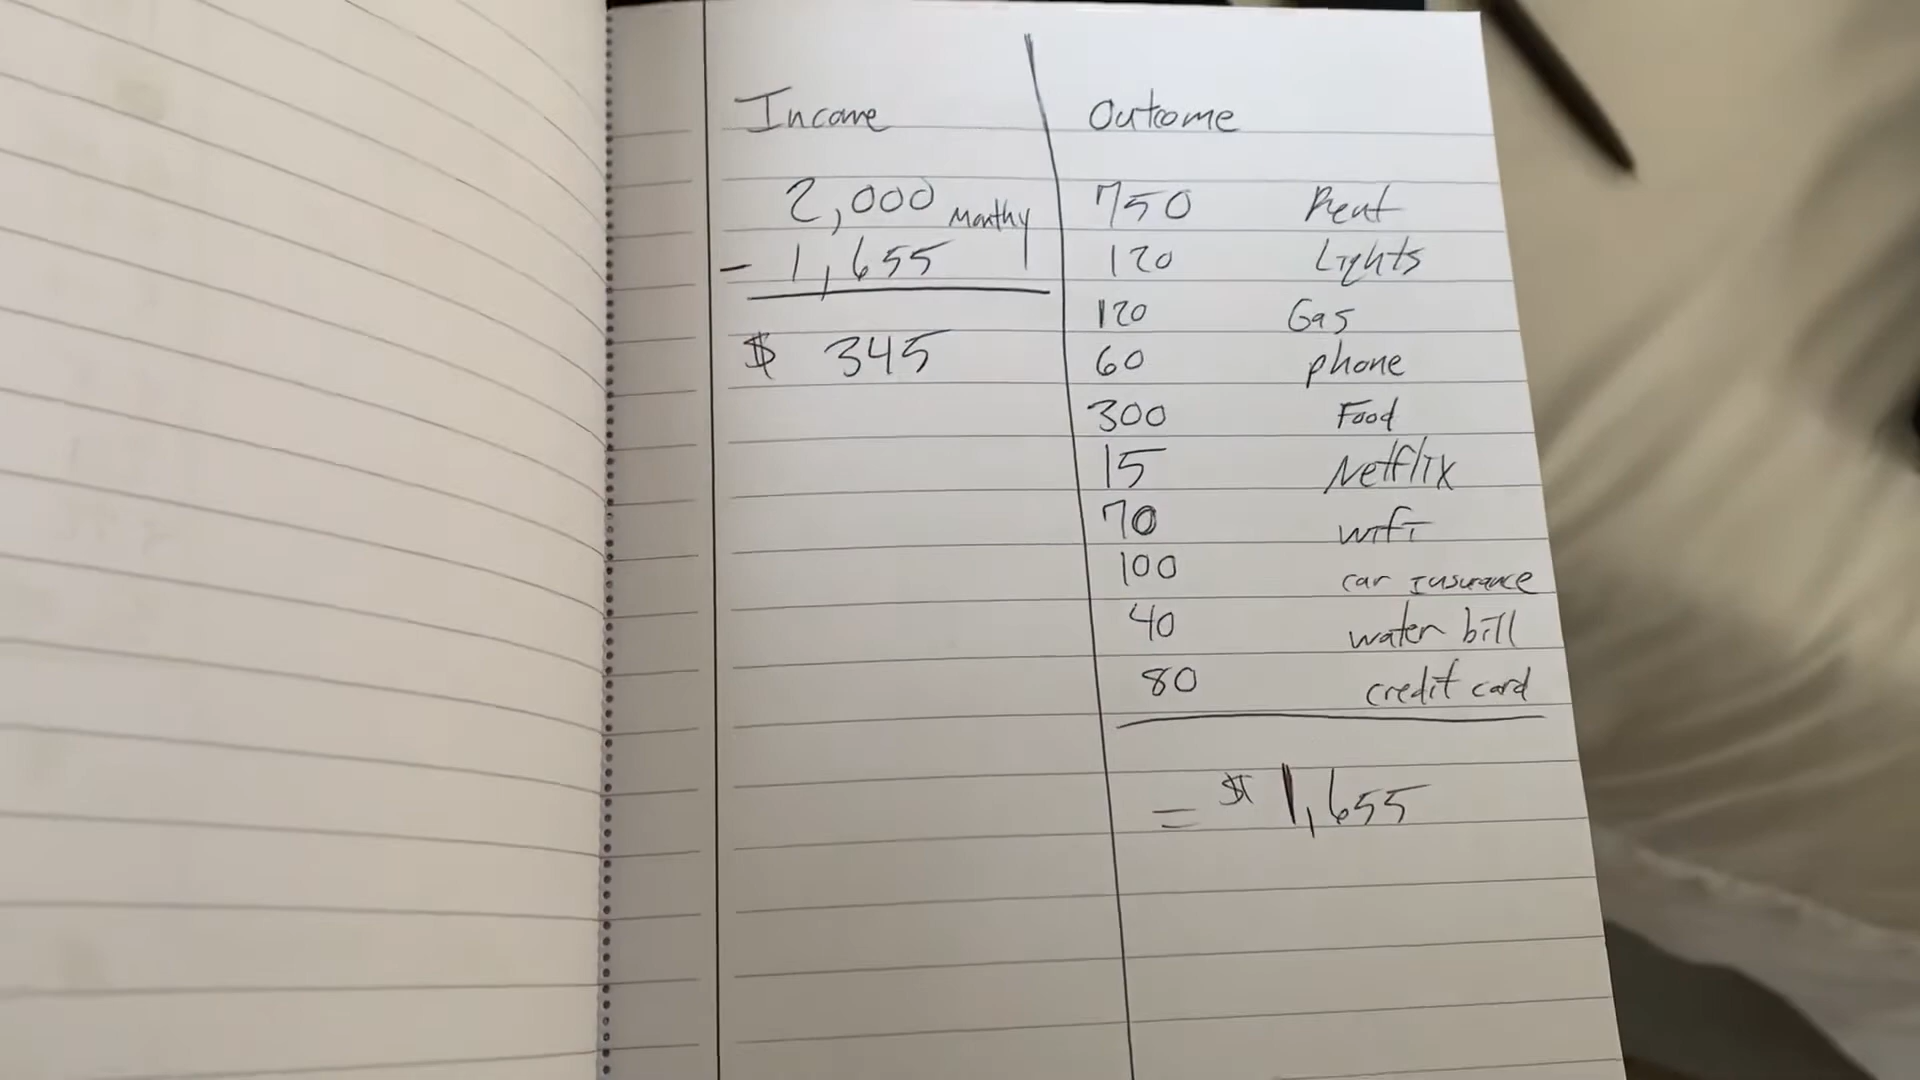 Income
2,000 Monthy
- 1,655
$ 345
Outcome
750 Rent
120 Lights
120 Gas
60 phone
300 Food
15 Netflix
70 wifi
100 car insurance
40 water bill
80 credit card
= $ 1,655